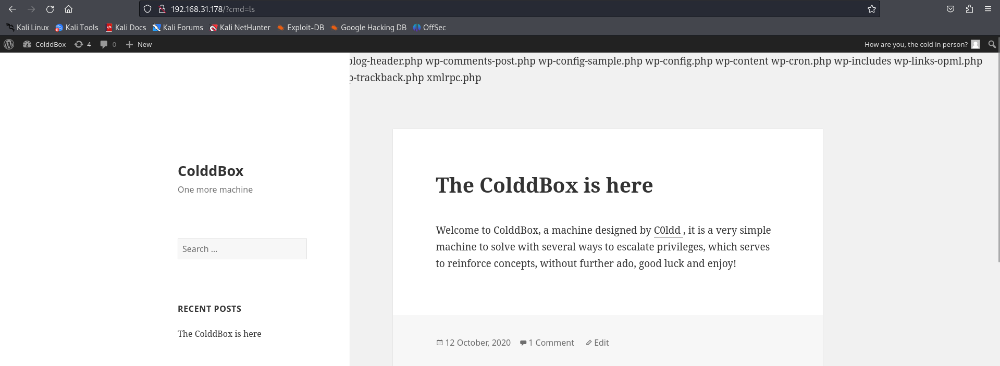 192.168.31.178/?cmd=ls
Kali Linux Kali Tools Kali Docs Kali Forums Kali NetHunter Exploit-DB Google Hacking DB OffSec
ColddBox 4 0 New How are you, the cold in person?
log-header.php wp-comments-post.php wp-config-sample.php wp-config.php wp-content wp-cron.php wp-includes wp-links-opml.php
p-trackback.php xmlrpc.php
ColddBox
One more machine
Search ...
RECENT POSTS
The ColddBox is here
The ColddBox is here
Welcome to ColddBox, a machine designed by C0ldd , it is a very simple
machine to solve with several ways to escalate privileges, which serves
to reinforce concepts, without further ado, good luck and enjoy!
12 October, 2020 1 Comment Edit